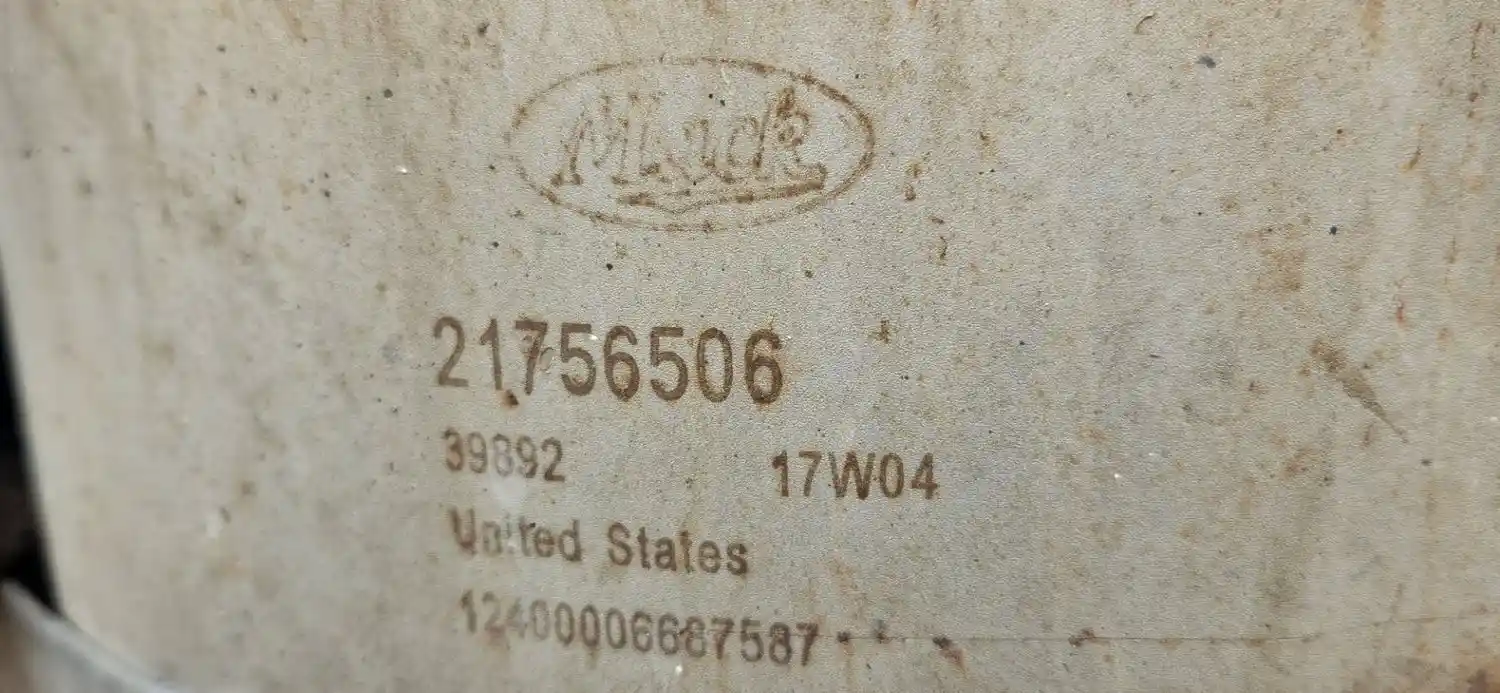 Mack
21756506
39892 17W04
United States
12400006687587